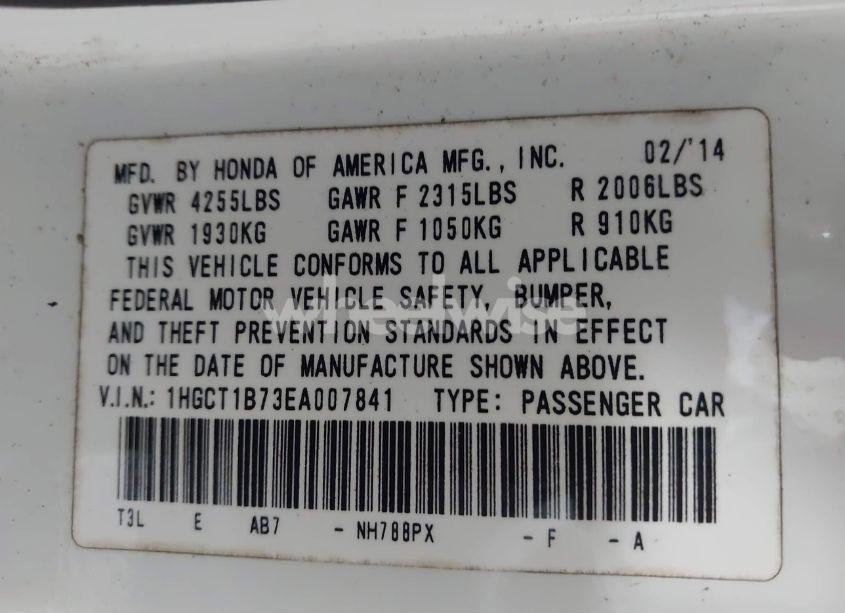 MFD. BY HONDA OF AMERICA MFG., INC. 02/'14
GVWR 4255LBS GAWR F 2315LBS R 2006LBS
GVWR 1930KG GAWR F 1050KG R 910KG
THIS VEHICLE CONFORMS TO ALL APPLICABLE
FEDERAL MOTOR VEHICLE SAFETY, BUMPER,
AND THEFT PREVENTION STANDARDS IN EFFECT
ON THE DATE OF MANUFACTURE SHOWN ABOVE.
V.I.N.: 1HGCT1B73EA007841 TYPE: PASSENGER CAR
T3L E AB7 - NH788PX - F - A
wheelwise